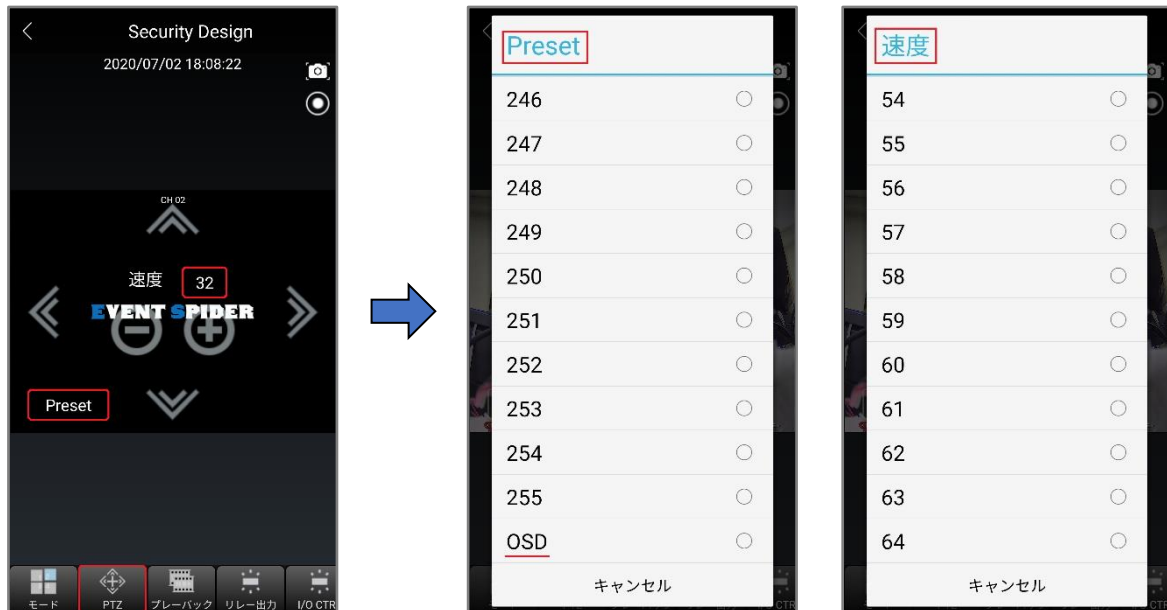 Security Design
2020/07/02 18:08:22
CH 02
速度 32
EVENT SPIDER
Preset
モード PTZ プレーバック リレー出力 I/O CTR
Preset
246
247
248
249
250
251
252
253
254
255
OSD
キャンセル
CTR
速度
54
55
56
57
58
59
60
61
62
63
64
キャンセル
CTR